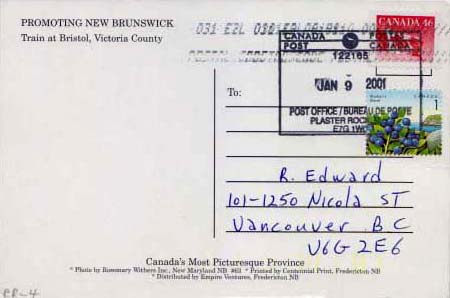 PROMOTING NEW BRUNSWICK
Train at Bristol, Victoria County
CANADA 46
CANADA POSTES
POST CANADA
122165
JAN 9 2001
POST OFFICE / BUREAU DE POSTE
PLASTER ROCK
E7G 1W0
1
To:
R. Edward
101-1250 Nicola ST
Vancouver BC
V6G 2E6
Canada's Most Picturesque Province
* Photo by Rosemary Withers Inc., New Maryland NB #63 * Printed by Centennial Print, Fredericton NB
* Distributed by Empire Ventures, Fredericton NB
CP-4